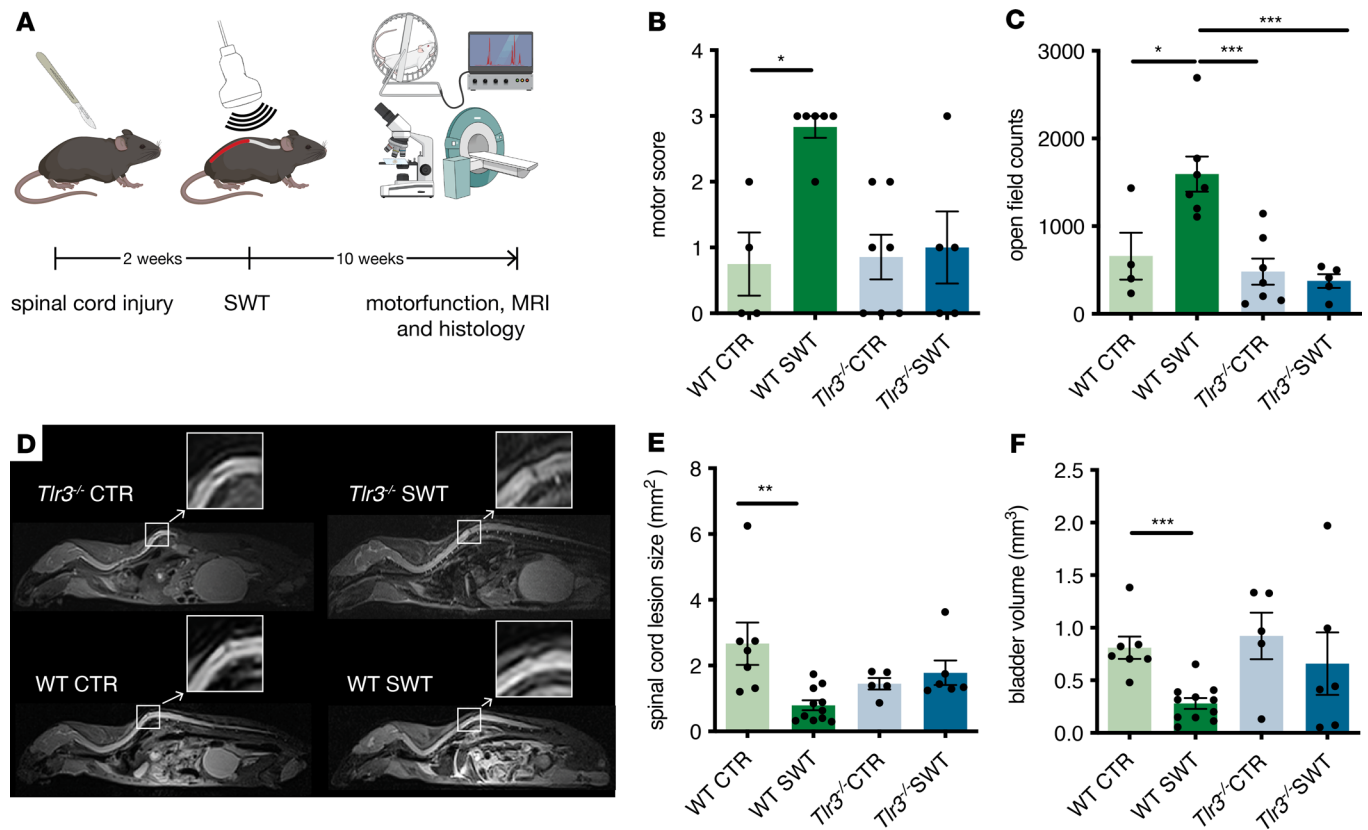 A
2 weeks
10 weeks
spinal cord injury
SWT
motorfunction, MRI
and histology
B
motor score
4
3
2
1
0
*
WT CTR
WT SWT
Tlr3-/-CTR
Tlr3-/-SWT
C
open field counts
3000
2000
1000
0
*
***
***
WT CTR
WT SWT
Tlr3-/-CTR
Tlr3-/-SWT
D
Tlr3-/- CTR
Tlr3-/- SWT
WT CTR
WT SWT
E
spinal cord lesion size (mm2)
8
6
4
2
0
**
WT CTR
WT SWT
Tlr3-/-CTR
Tlr3-/-SWT
F
bladder volume (mm3)
2.5
2.0
1.5
1.0
0.5
0.0
***
WT CTR
WT SWT
Tlr3-/-CTR
Tlr3-/-SWT